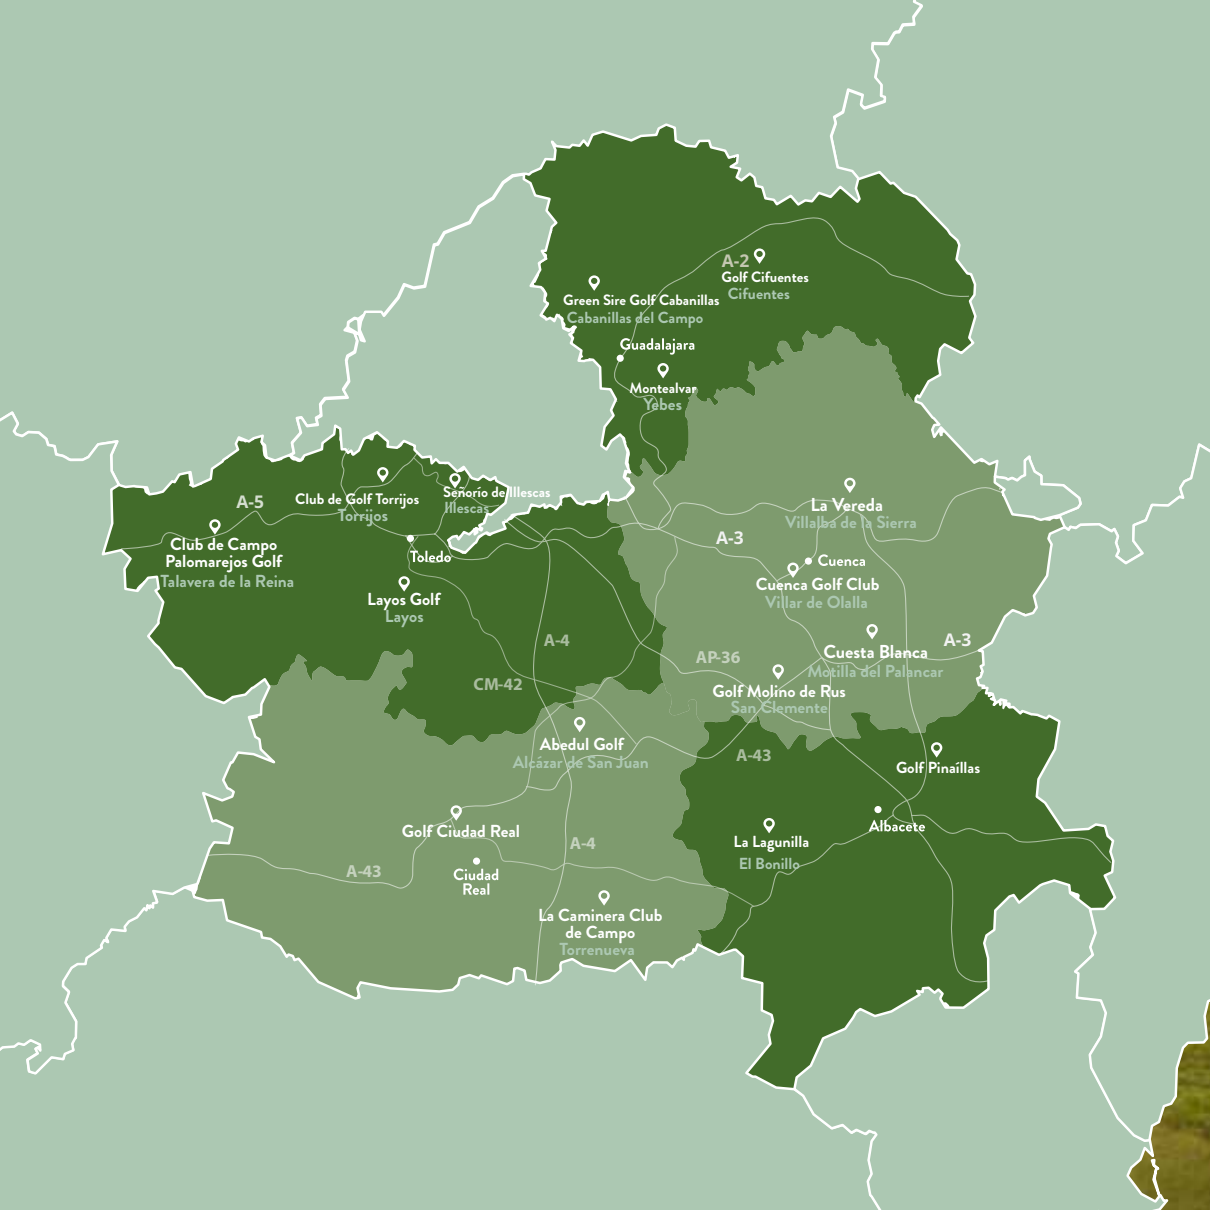 A-2
Golf Cifuentes
Cifuentes
Green Sire Golf Cabanillas
Cabanillas del Campo
Guadalajara
Montealvar
Yebes
Club de Golf Torrijos
Torrijos
Señorío de Illescas
Illescas
A-5
Club de Campo
Palomarejos Golf
Talavera de la Reina
Toledo
Layos Golf
Layos
La Vereda
Villalba de la Sierra
A-3
Cuenca
Cuenca Golf Club
Villar de Olalla
A-4
A-3
Cuesta Blanca
Motilla del Palancar
AP-36
CM-42
Golf Molino de Rus
San Clemente
Abedul Golf
Alcázar de San Juan
A-43
Golf Pinaíllas
Golf Ciudad Real
Albacete
La Lagunilla
El Bonillo
A-4
A-43
Ciudad
Real
La Caminera Club
de Campo
Torrenueva